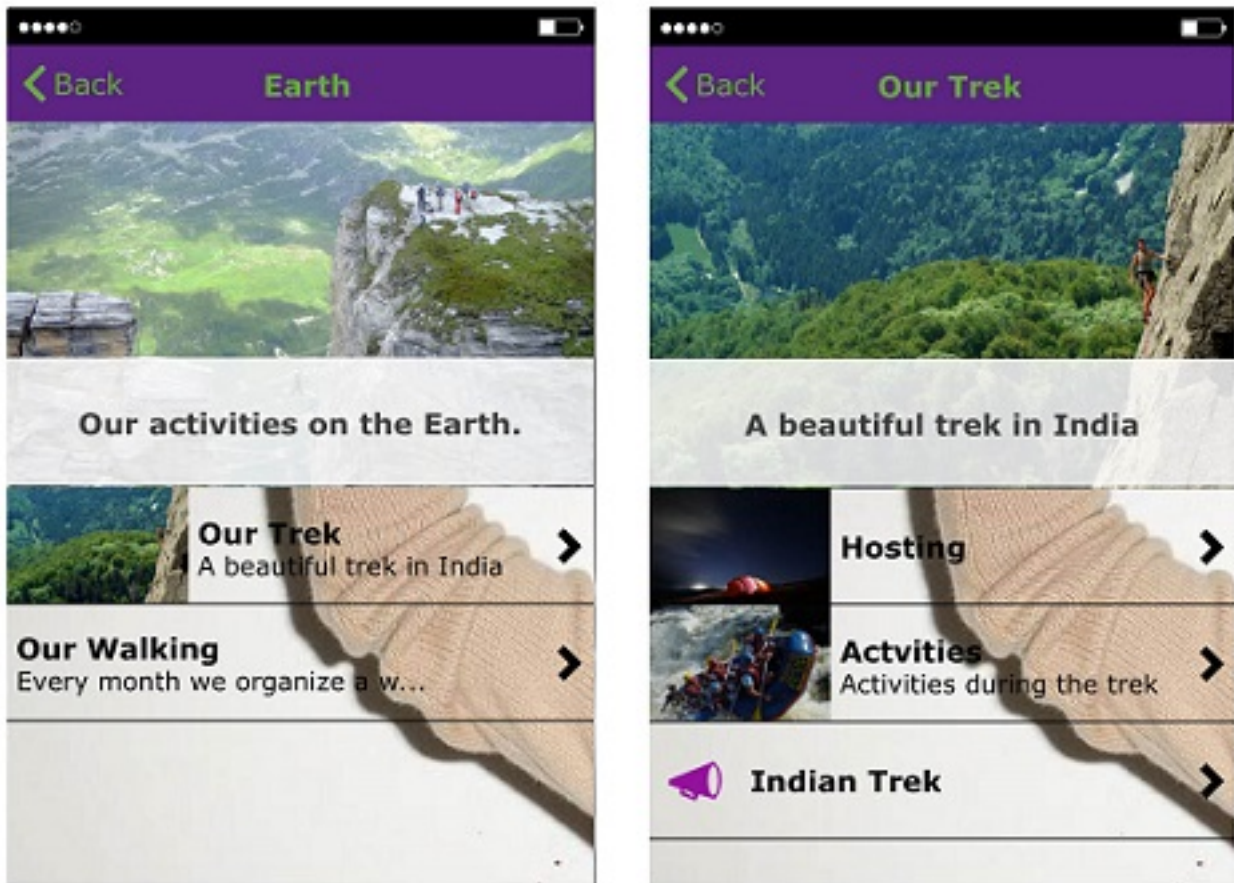 Back
Earth
Our activities on the Earth.
Our Trek
A beautiful trek in India
Our Walking
Every month we organize a w...
Back
Our Trek
A beautiful trek in India
Hosting
Actvities
Activities during the trek
Indian Trek